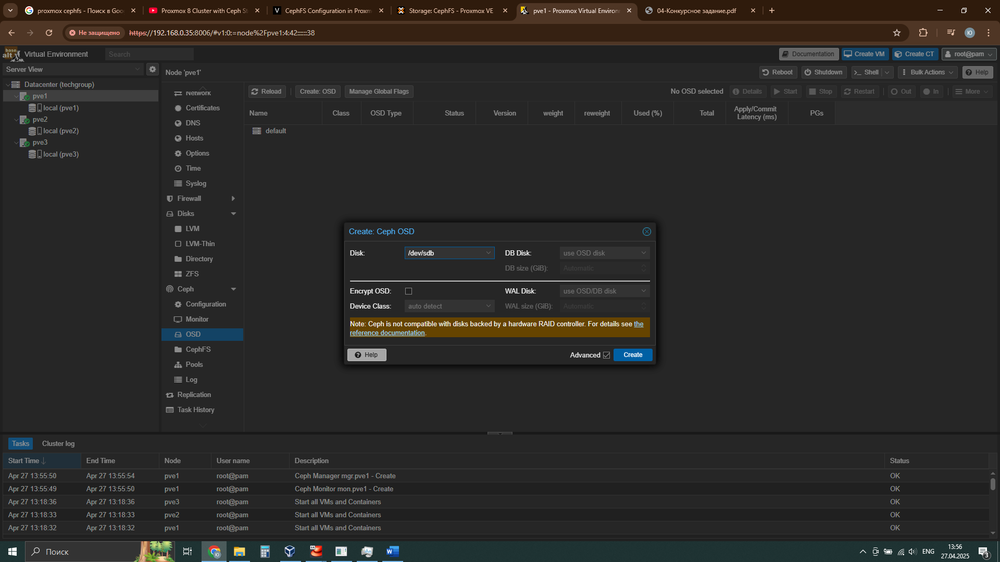 proxmox cephfs - Поиск в Goo
Proxmox 8 Cluster with Ceph St
CephFS Configuration in Proxm
Storage: CephFS - Proxmox VE
pve1 - Proxmox Virtual Environ
04-Конкурсное задание.pdf
Не защищено
https://192.168.0.35:8006/#v1:0:=node%2Fpve1:4:42::::::38
Ю
base
alt
Virtual Environment
Search
Documentation
Create VM
Create CT
root@pam
Server View
Node 'pve1'
Reboot
Shutdown
Shell
Bulk Actions
Help
Datacenter (techgroup)
pve1
local (pve1)
pve2
local (pve2)
pve3
local (pve3)
Network
Certificates
DNS
Hosts
Options
Time
Syslog
Firewall
Disks
LVM
LVM-Thin
Directory
ZFS
Ceph
Configuration
Monitor
OSD
CephFS
Pools
Log
Replication
Task History
Reload
Create: OSD
Manage Global Flags
No OSD selected
Details
Start
Stop
Restart
Out
In
More
Name
Class
OSD Type
Status
Version
weight
reweight
Used (%)
Total
Apply/Commit
Latency (ms)
PGs
default
Create: Ceph OSD
Disk:
/dev/sdb
DB Disk:
use OSD disk
DB size (GiB):
Automatic
Encrypt OSD:
WAL Disk:
use OSD/DB disk
Device Class:
auto detect
WAL size (GiB):
Automatic
Note: Ceph is not compatible with disks backed by a hardware RAID controller. For details see the
reference documentation.
Help
Advanced
Create
Tasks
Cluster log
Start Time
End Time
Node
User name
Description
Status
Apr 27 13:55:50 Apr 27 13:55:54 pve1 root@pam Ceph Manager mgr.pve1 - Create OK
Apr 27 13:55:49 Apr 27 13:55:50 pve1 root@pam Ceph Monitor mon.pve1 - Create OK
Apr 27 13:18:36 Apr 27 13:18:36 pve3 root@pam Start all VMs and Containers OK
Apr 27 13:18:33 Apr 27 13:18:33 pve2 root@pam Start all VMs and Containers OK
Apr 27 13:18:32 Apr 27 13:18:32 pve1 root@pam Start all VMs and Containers OK
Поиск
64
ENG
13:56
27.04.2025
3